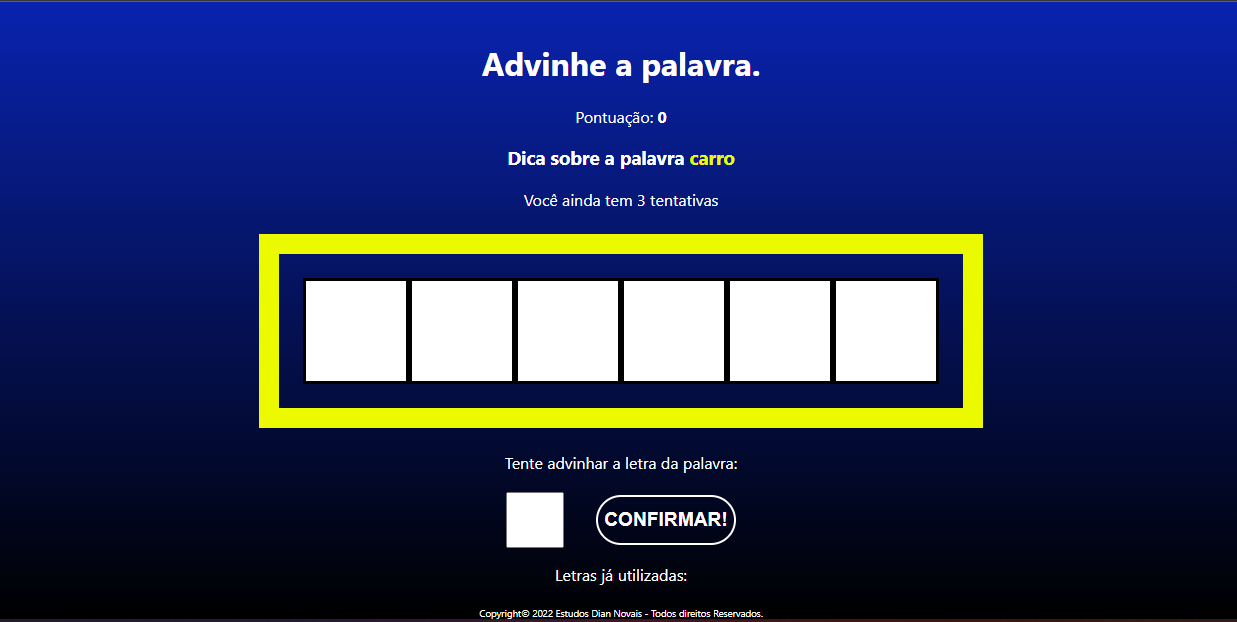 Advinhe a palavra.
Pontuação: 0
Dica sobre a palavra carro
Você ainda tem 3 tentativas
Tente advinhar a letra da palavra:
CONFIRMAR!
Letras já utilizadas:
Copyright© 2022 Estudos Dian Novais - Todos direitos Reservados.